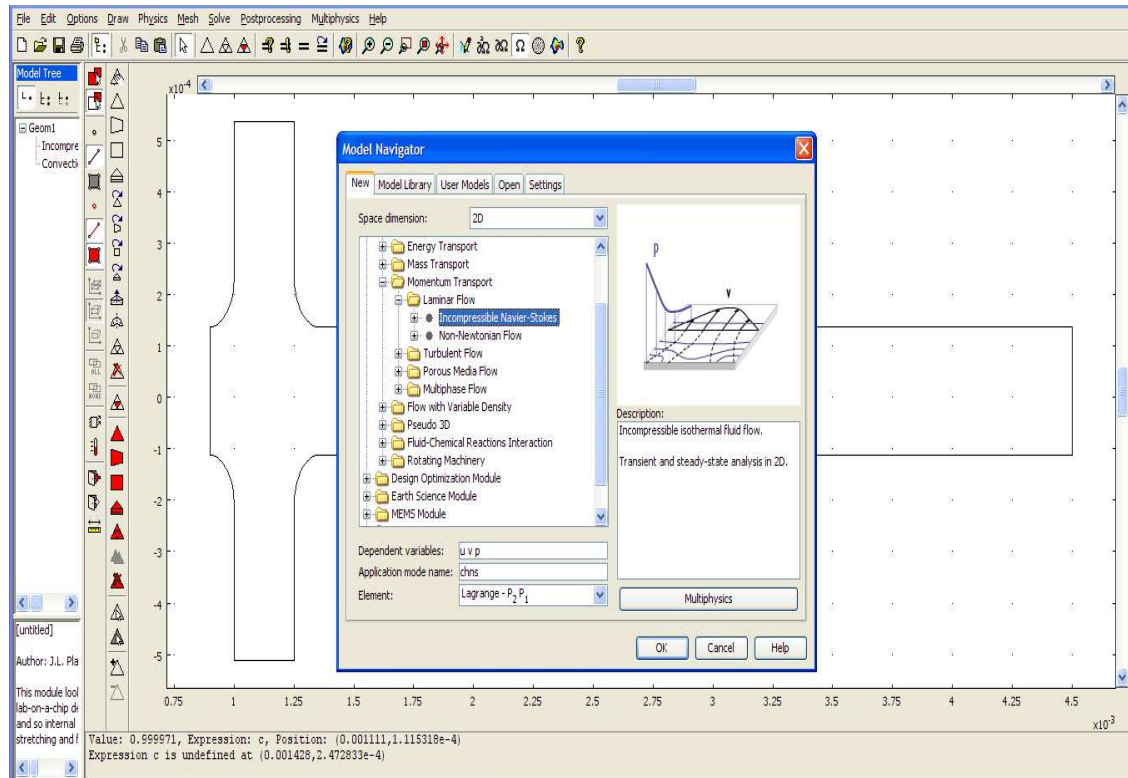 File Edit Options Draw Physics Mesh Solve Postprocessing Multiphysics Help
Model Tree
Geom1
Incompre
Convecti
x10⁻⁴
5
4
3
2
1
0
-1
-2
-3
-4
-5
0.75 1 1.25 1.5 1.75 2 2.25 2.5 2.75 3 3.25 3.5 3.75 4 4.25 4.5
x10⁻³
Model Navigator
New Model Library User Models Open Settings
Space dimension: 2D
Energy Transport
Mass Transport
Momentum Transport
Laminar Flow
Incompressible Navier-Stokes
Non-Newtonian Flow
Turbulent Flow
Porous Media Flow
Multiphase Flow
Flow with Variable Density
Pseudo 3D
Fluid-Chemical Reactions Interaction
Rotating Machinery
Design Optimization Module
Earth Science Module
MEMS Module
Dependent variables: u v p
Application mode name: chns
Element: Lagrange - P₂ P₁
p
v
Description:
Incompressible isothermal fluid flow.
Transient and steady-state analysis in 2D.
Multiphysics
OK Cancel Help
[untitled]
Author: J.L. Pla
This module lool
lab-on-a-chip de
and so internal
stretching and f
Value: 0.999971, Expression: c, Position: (0.001111,1.115318e-4)
Expression c is undefined at (0.001428,2.472833e-4)